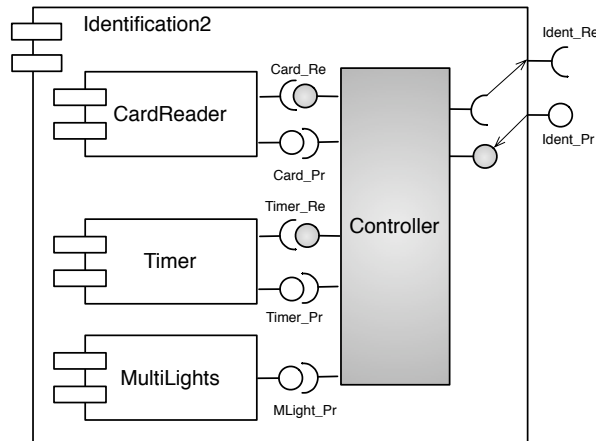 Identification2
Ident_Re
Card_Re
CardReader
Ident_Pr
Card_Pr
Timer_Re
Controller
Timer
Timer_Pr
MultiLights
MLight_Pr